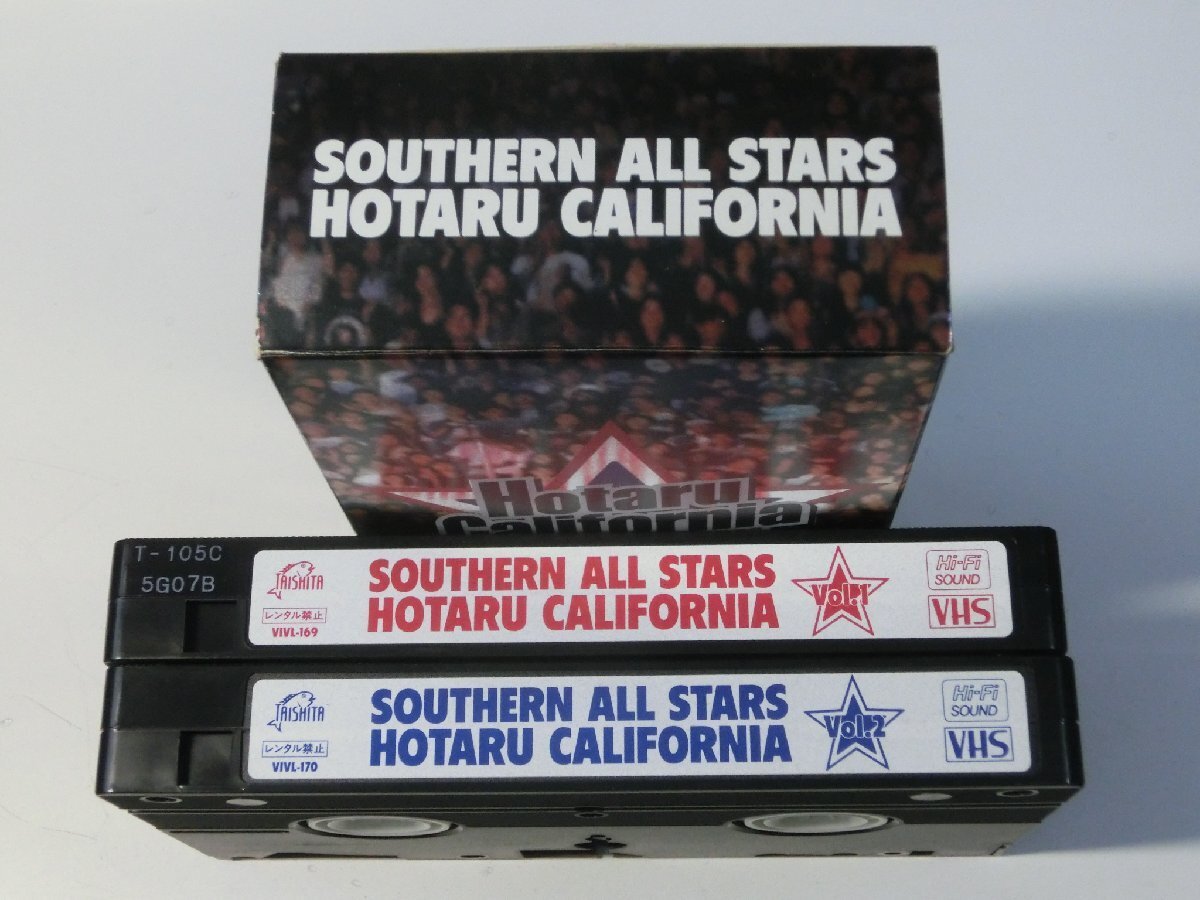 SOUTHERN ALL STARS
HOTARU CALIFORNIA
Hotaru
California
T-105C
5G07B
TAISHITA
レンタル禁止
VIVL-169
SOUTHERN ALL STARS
HOTARU CALIFORNIA
Vol.1
Hi-Fi
SOUND
VHS
TAISHITA
レンタル禁止
VIVL-170
SOUTHERN ALL STARS
HOTARU CALIFORNIA
Vol.2
Hi-Fi
SOUND
VHS